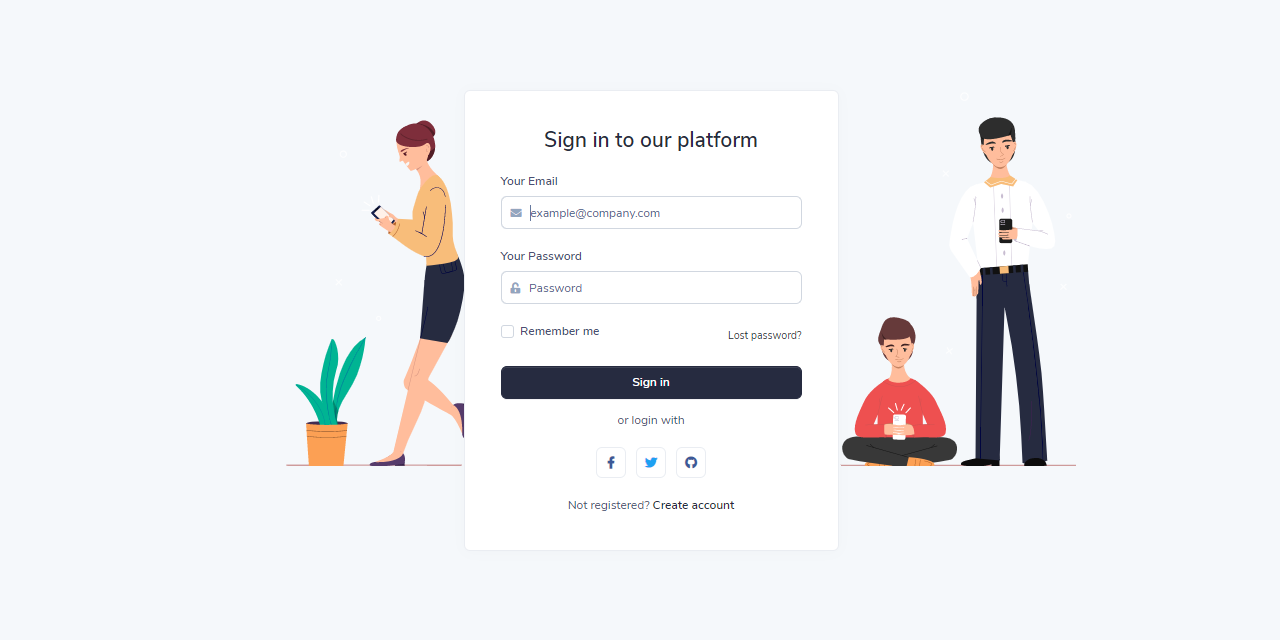 Sign in to our platform
Your Email
example@company.com
Your Password
Password
Remember me
Lost password?
Sign in
or login with
Not registered? Create account